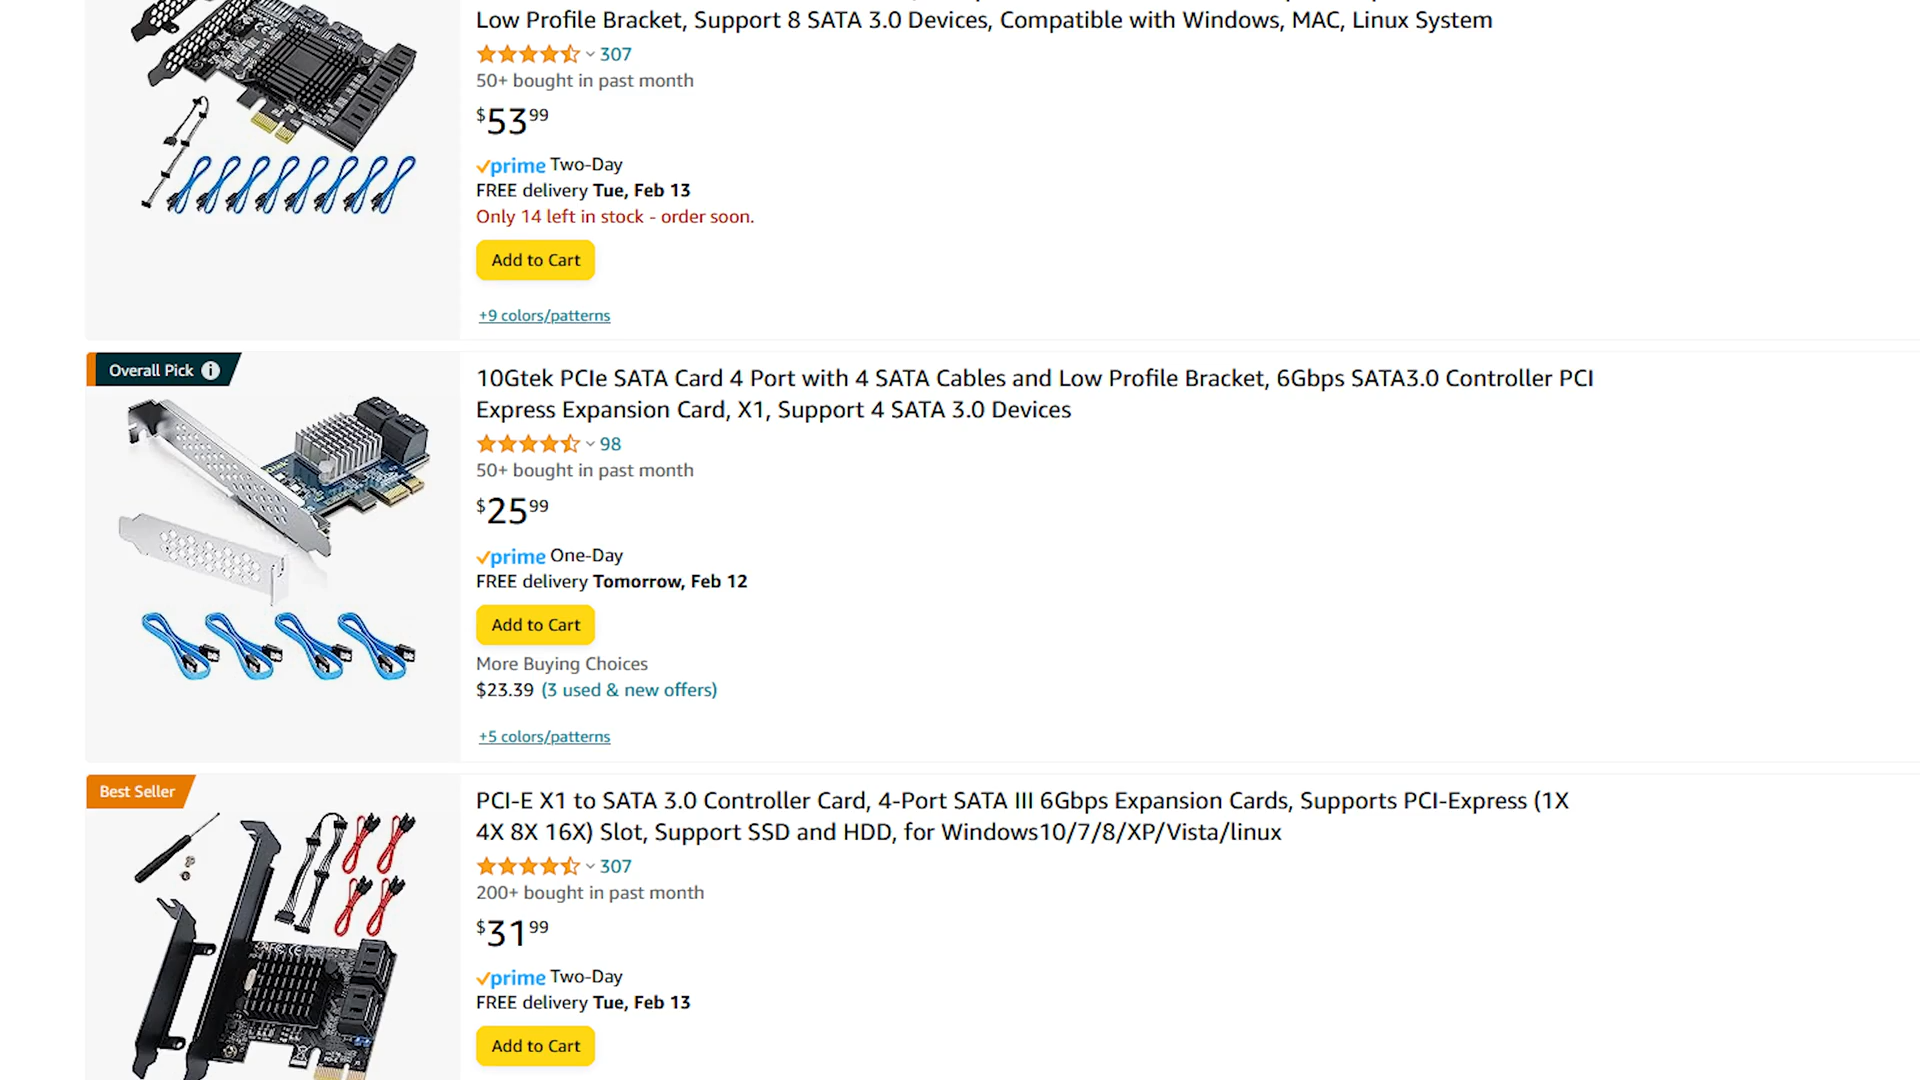 Low Profile Bracket, Support 8 SATA 3.0 Devices, Compatible with Windows, MAC, Linux System
307
50+ bought in past month
$53.99
prime Two-Day
FREE delivery Tue, Feb 13
Only 14 left in stock - order soon.
Add to Cart
+9 colors/patterns
Overall Pick
10Gtek PCIe SATA Card 4 Port with 4 SATA Cables and Low Profile Bracket, 6Gbps SATA3.0 Controller PCI
Express Expansion Card, X1, Support 4 SATA 3.0 Devices
98
50+ bought in past month
$25.99
prime One-Day
FREE delivery Tomorrow, Feb 12
Add to Cart
More Buying Choices
$23.39 (3 used & new offers)
+5 colors/patterns
Best Seller
PCI-E X1 to SATA 3.0 Controller Card, 4-Port SATA III 6Gbps Expansion Cards, Supports PCI-Express (1X
4X 8X 16X) Slot, Support SSD and HDD, for Windows10/7/8/XP/Vista/linux
307
200+ bought in past month
$31.99
prime Two-Day
FREE delivery Tue, Feb 13
Add to Cart